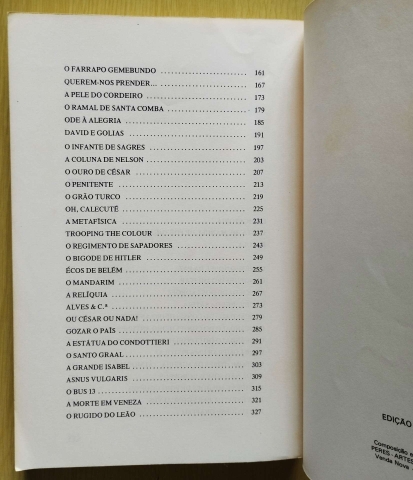 O FARRAPO GEMEBUNDO ........ 161
QUEREM-NOS PRENDER... ........ 167
A PELE DO CORDEIRO ........ 173
O RAMAL DE SANTA COMBA ........ 179
ODE À ALEGRIA ........ 185
DAVID E GOLIAS ........ 191
O INFANTE DE SAGRES ........ 197
A COLUNA DE NELSON ........ 203
O OURO DE CÉSAR ........ 207
O PENITENTE ........ 213
O GRÃO TURCO ........ 219
OH, CALECUTE ........ 225
A METAFÍSICA ........ 231
TROOPING THE COLOUR ........ 237
O REGIMENTO DE SAPADORES ........ 243
O BIGODE DE HITLER ........ 249
ÉCOS DE BELÉM ........ 255
O MANDARIM ........ 261
A RELÍQUIA ........ 267
ALVES & C.ª ........ 273
OU CÉSAR OU NADA! ........ 279
GOZAR O PAÍS ........ 285
A ESTÁTUA DO CONDOTTIERI ........ 291
O SANTO GRAAL ........ 297
A GRANDE ISABEL ........ 303
ASNUS VULGARIS ........ 309
O BUS 13 ........ 315
A MORTE EM VENEZA ........ 321
O RUGIDO DO LEÃO ........ 327
EDIÇÃO
Composição e
PERES - ARTES
Venda Nova